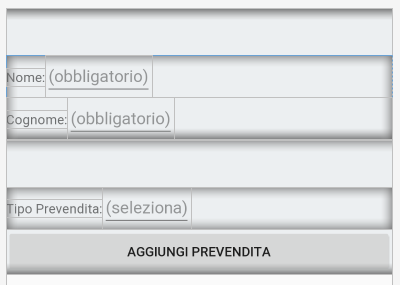 Nome: (obbligatorio)
Cognome: (obbligatorio)
Tipo Prevendita: (seleziona)
AGGIUNGI PREVENDITA